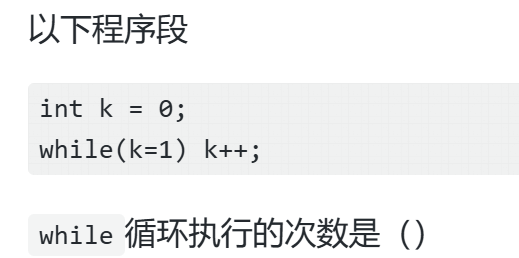 以下程序段
int k = 0;
while(k=1) k++;
while 循环执行的次数是（）